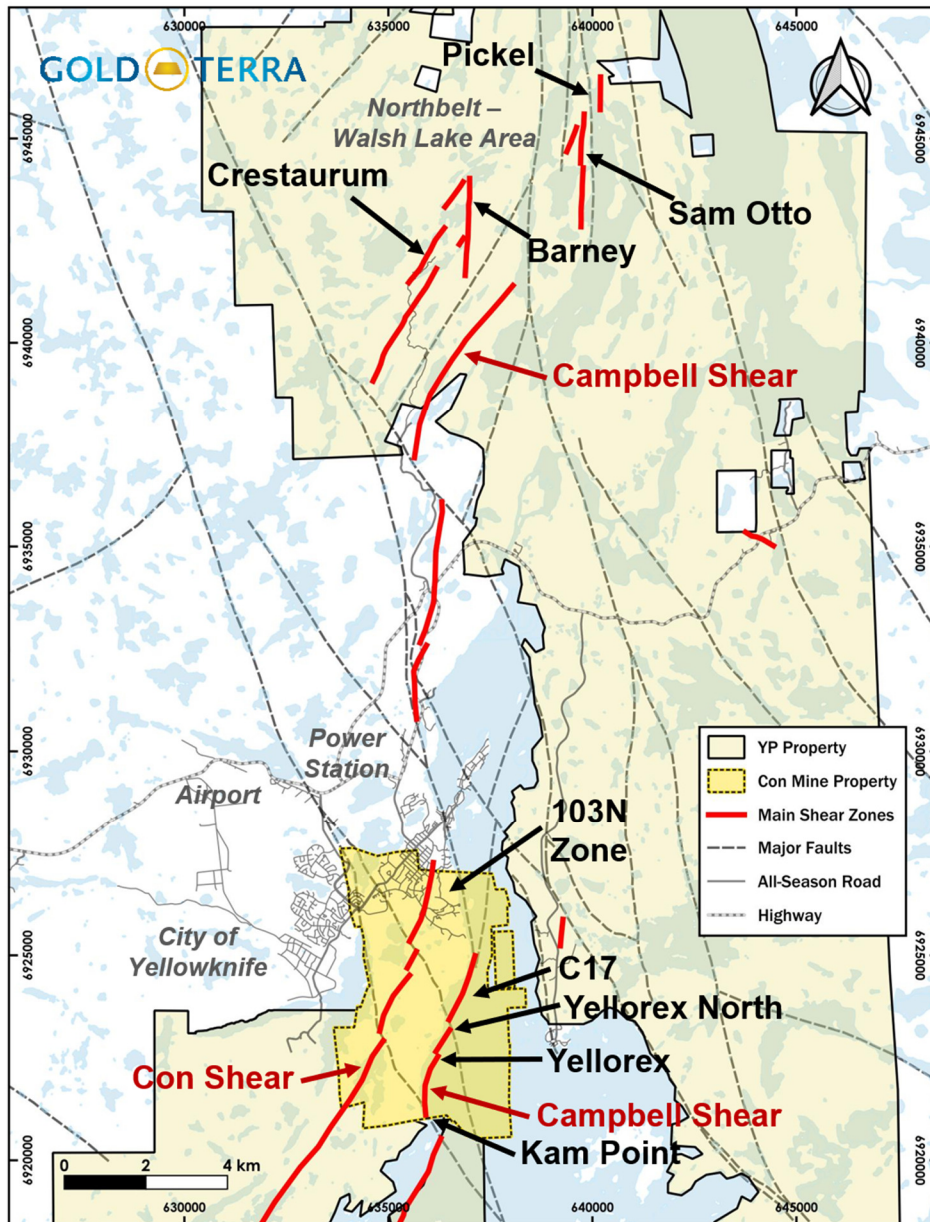 630000
635000
640000
645000
GOLD TERRA
Pickel
Northbelt –
Walsh Lake Area
6945000
6945000
Crestaurum
Sam Otto
Barney
6940000
6940000
Campbell Shear
6935000
6935000
Power
Station
6930000
6930000
Airport
YP Property
Con Mine Property
Main Shear Zones
Major Faults
All-Season Road
Highway
103N
Zone
City of
Yellowknife
6925000
6925000
C17
Yellorex North
Yellorex
Con Shear
Campbell Shear
Kam Point
6920000
6920000
0 2 4 km
630000
635000
640000
645000